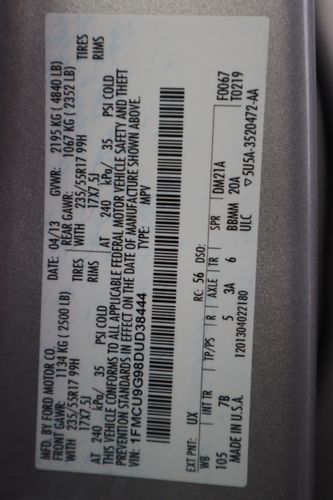 MFD. BY FORD MOTOR CO.
DATE: 04/13 GVWR: 2195 KG ( 4840 LB)
FRONT GAWR: 1134 KG ( 2500 LB) REAR GAWR: 1067 KG ( 2352 LB)
WITH 235/55R17 99H TIRES 235/55R17 99H TIRES
17X7.5J RIMS 17X7.5J RIMS
AT 240 kPa/ 35 PSI COLD AT 240 kPa/ 35 PSI COLD
THIS VEHICLE CONFORMS TO ALL APPLICABLE FEDERAL MOTOR VEHICLE SAFETY AND THEFT
PREVENTION STANDARDS IN EFFECT ON THE DATE OF MANUFACTURE SHOWN ABOVE.
VIN: 1FMCU9G98DUD38444 TYPE: MPV
F0067
T0219
EXT PNT: UX RC: 56 DSO:
WB INT TR TP/PS R AXLE TR SPR DM21A
105 7B 5 3A 6 BBMM 20A
MADE IN U.S.A. 1201304022180 ULC ▽5U5A-3520472-AA